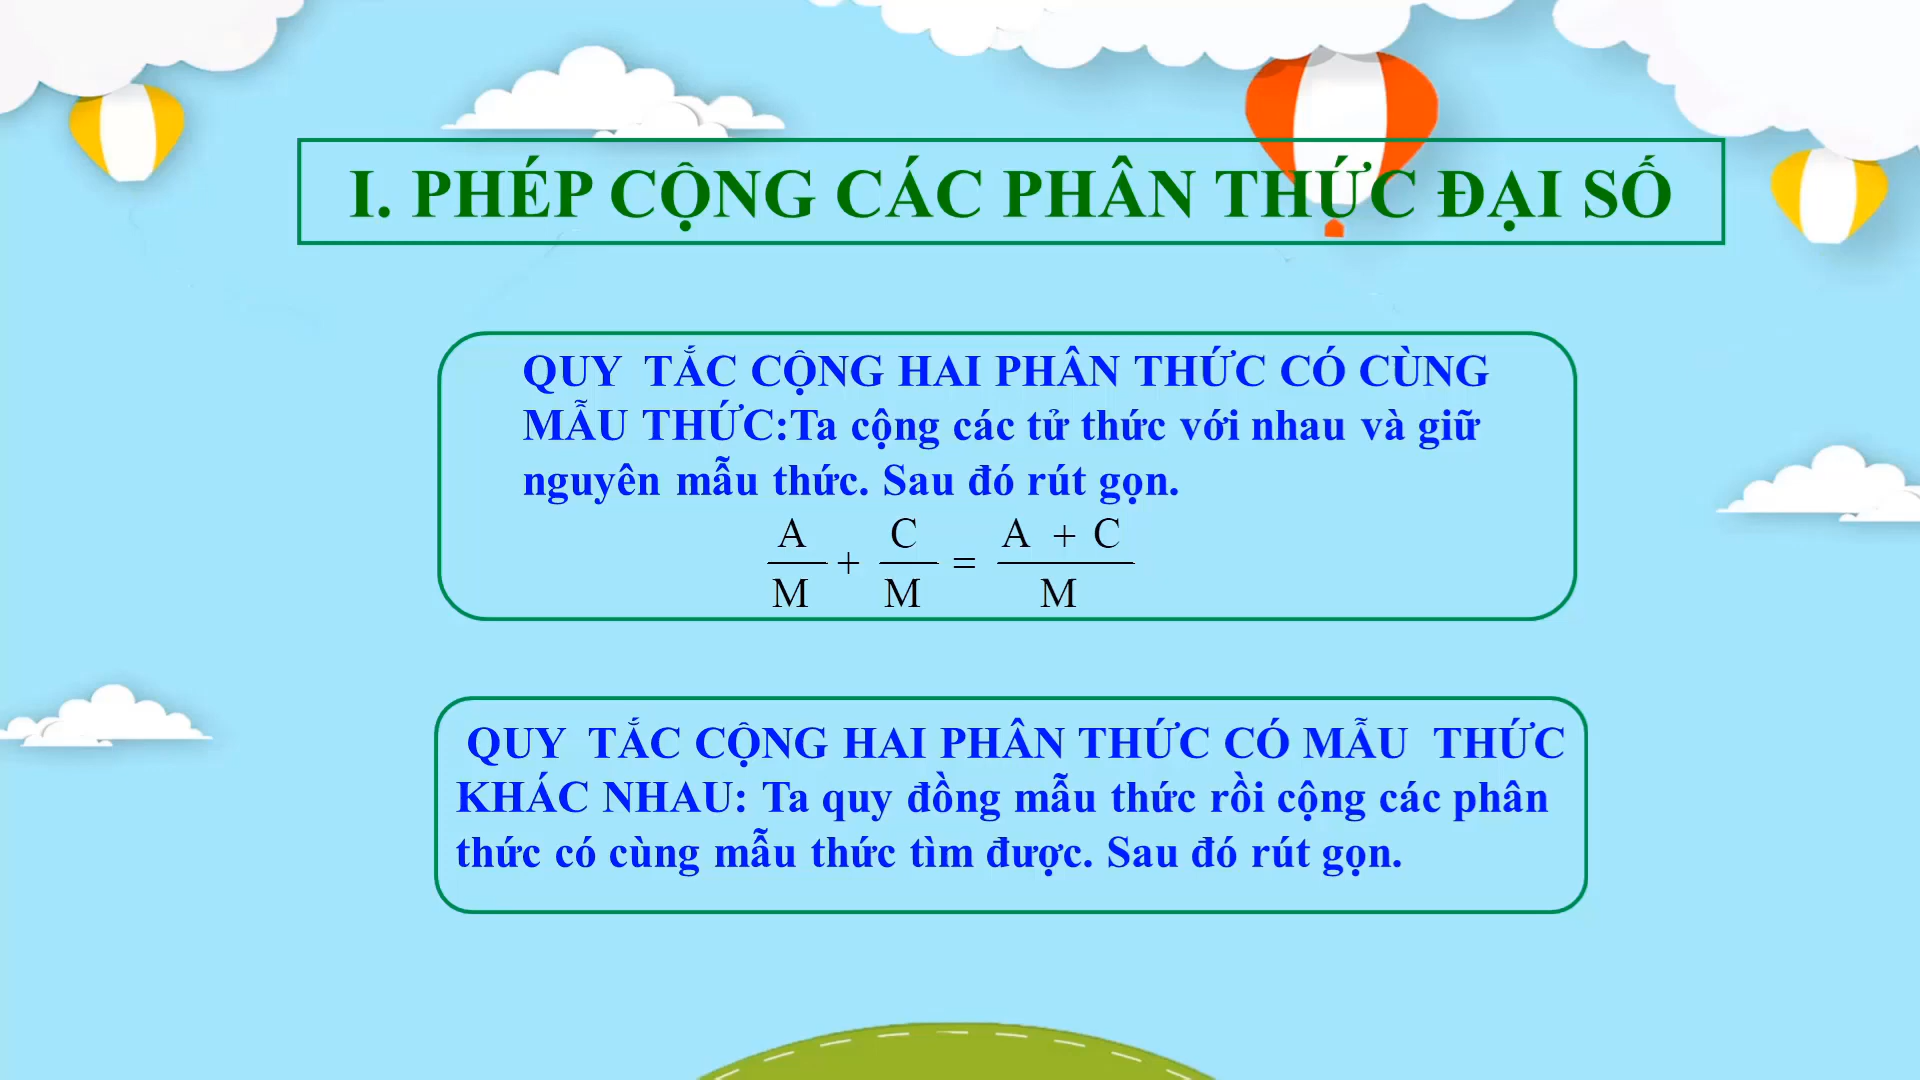 I. PHÉP CỘNG CÁC PHÂN THỨC ĐẠI SỐ
QUY TẮC CỘNG HAI PHÂN THỨC CÓ CÙNG
MẪU THỨC:Ta cộng các tử thức với nhau và giữ
nguyên mẫu thức. Sau đó rút gọn.
A/M + C/M = A + C/M
QUY TẮC CỘNG HAI PHÂN THỨC CÓ MẪU THỨC
KHÁC NHAU: Ta quy đồng mẫu thức rồi cộng các phân
thức có cùng mẫu thức tìm được. Sau đó rút gọn.